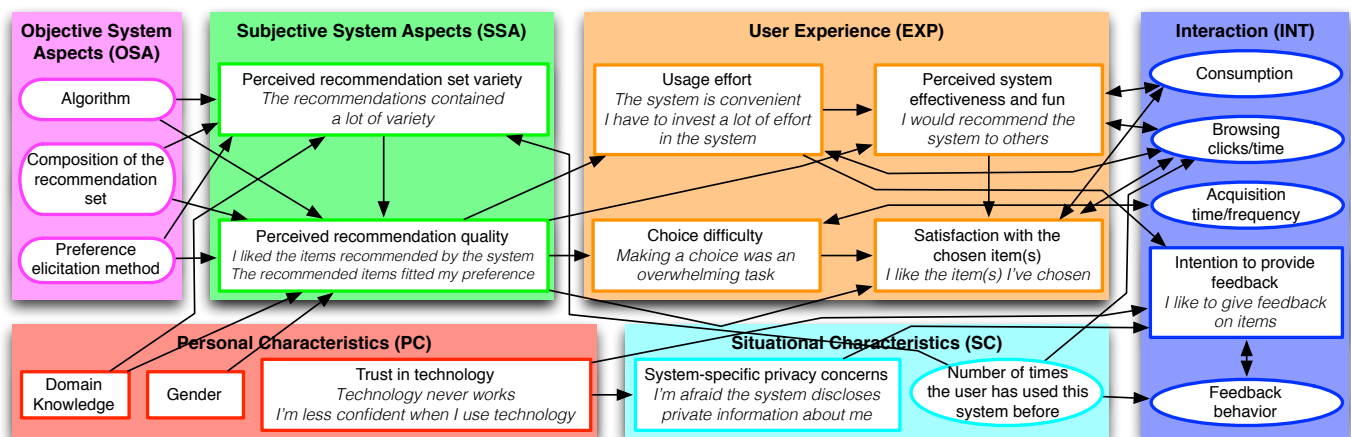 Objective System
Aspects (OSA)
Algorithm
Composition of the
recommendation
set
Preference
elicitation method
Subjective System Aspects (SSA)
Perceived recommendation set variety
The recommendations contained
a lot of variety
Perceived recommendation quality
I liked the items recommended by the system
The recommended items fitted my preference
User Experience (EXP)
Usage effort
The system is convenient
I have to invest a lot of effort
in the system
Perceived system
effectiveness and fun
I would recommend the
system to others
Choice difficulty
Making a choice was an
overwhelming task
Satisfaction with the
chosen item(s)
I like the item(s) I've chosen
Interaction (INT)
Consumption
Browsing
clicks/time
Acquisition
time/frequency
Intention to provide
feedback
I like to give feedback
on items
Feedback
behavior
Personal Characteristics (PC)
Domain
Knowledge
Gender
Trust in technology
Technology never works
I'm less confident when I use technology
Situational Characteristics (SC)
System-specific privacy concerns
I'm afraid the system discloses
private information about me
Number of times
the user has used this
system before